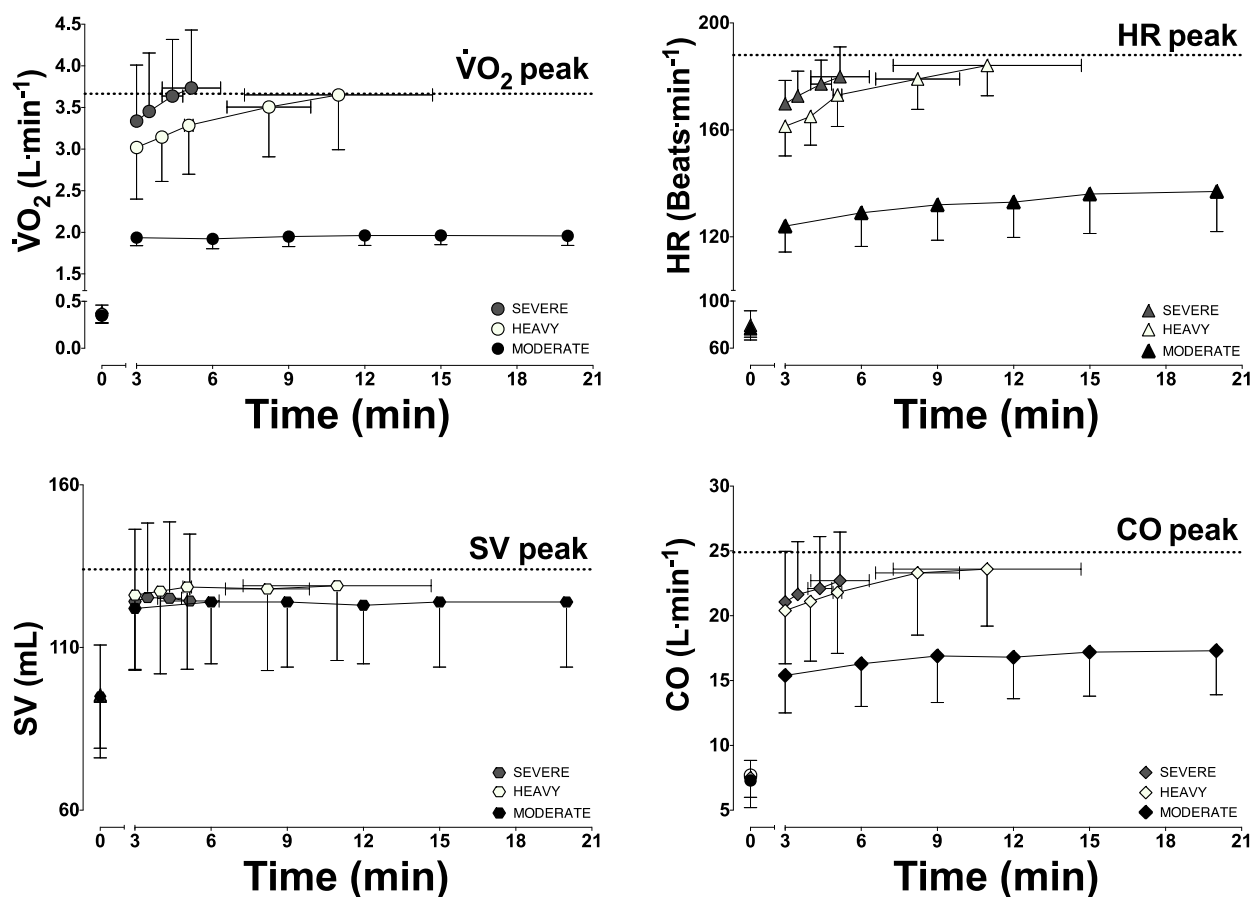 4.5
4.0
3.5
3.0
2.5
2.0
1.5
0.5
0.0
V̇O₂ (L·min⁻¹)
V̇O₂ peak
SEVERE
HEAVY
MODERATE
0 3 6 9 12 15 18 21
Time (min)
200
160
120
100
60
HR (Beats·min⁻¹)
HR peak
SEVERE
HEAVY
MODERATE
0 3 6 9 12 15 18 21
Time (min)
160
110
60
SV (mL)
SV peak
SEVERE
HEAVY
MODERATE
0 3 6 9 12 15 18 21
Time (min)
30
25
20
15
10
5
CO (L·min⁻¹)
CO peak
SEVERE
HEAVY
MODERATE
0 3 6 9 12 15 18 21
Time (min)